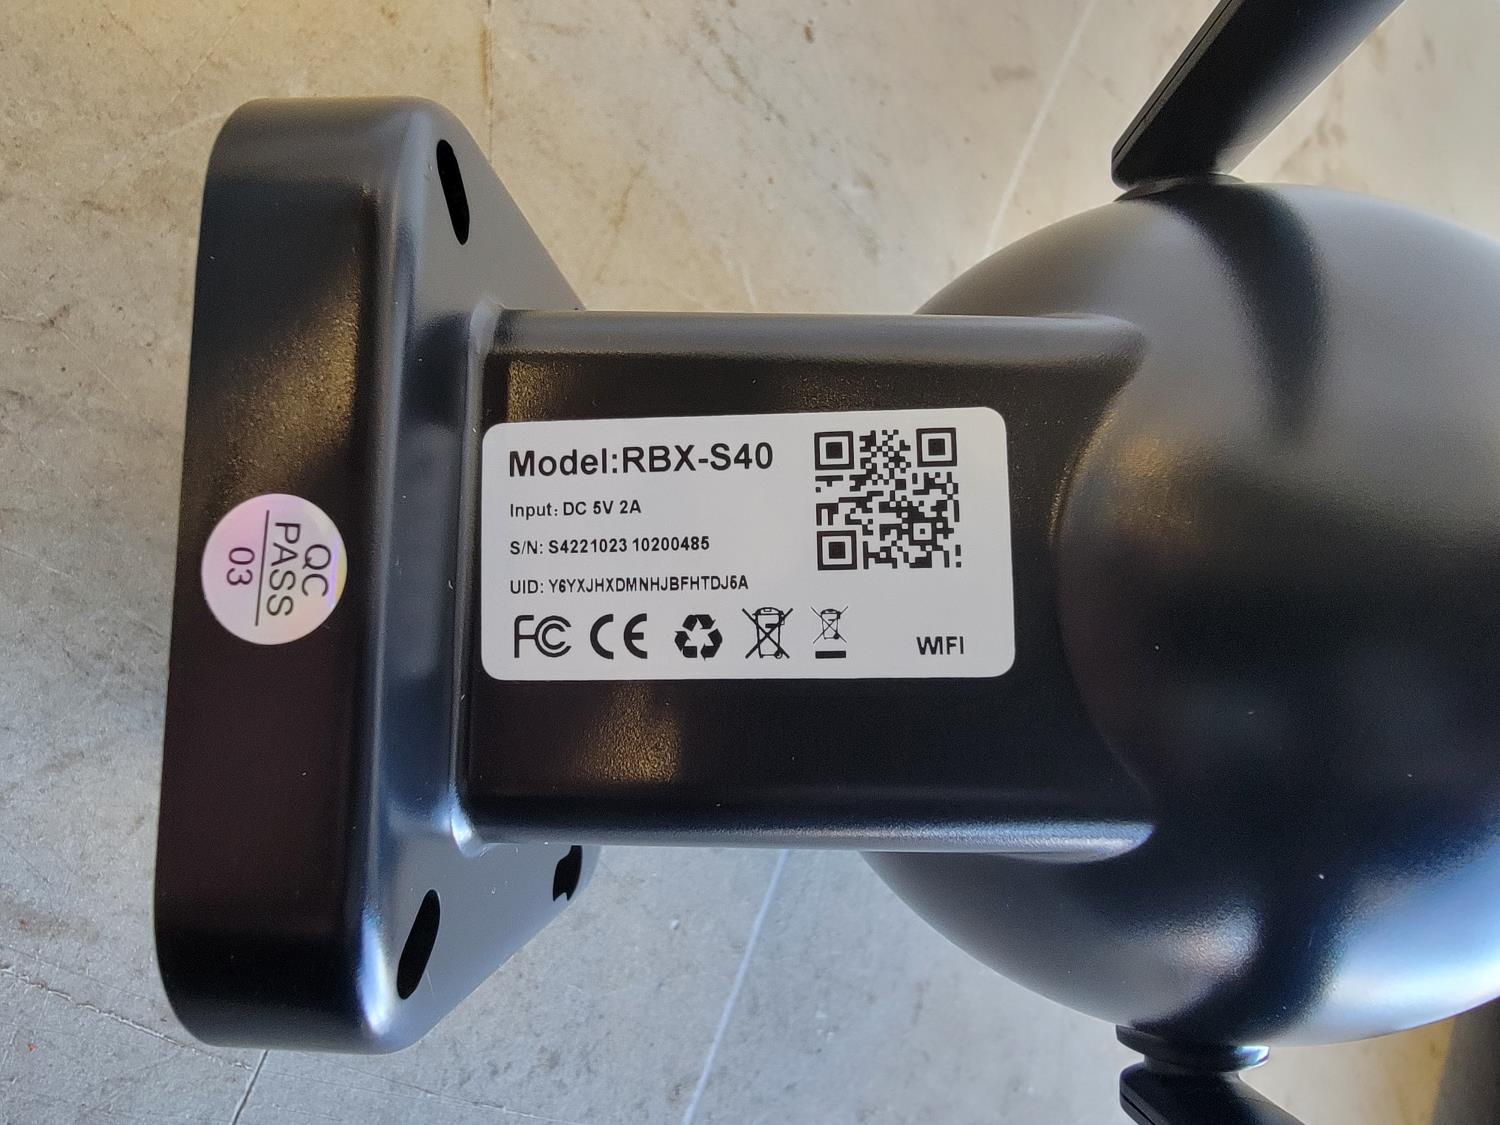 Model:RBX-S40
Input: DC 5V 2A
S/N: S4221023 10200485
UID: Y6YXJHXDMNHJBFHTDJ6A
FC CE
WIFI
QC
PASS
03